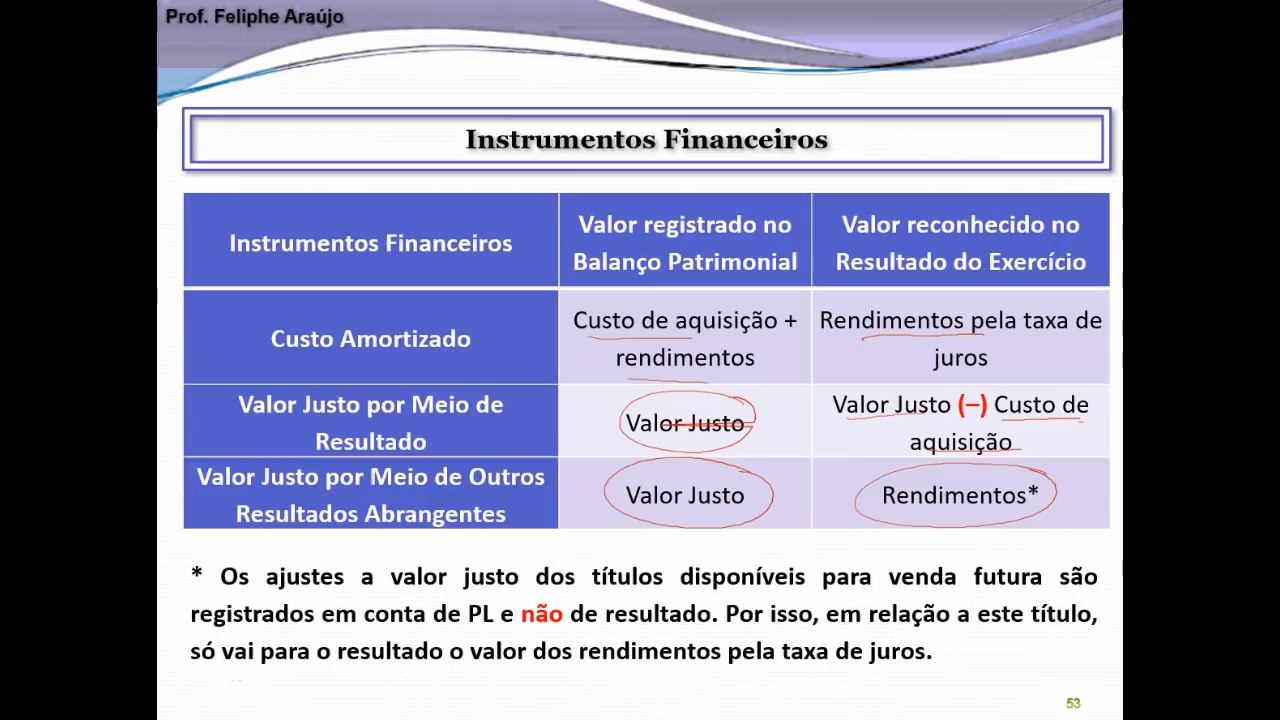 Prof. Feliphe Araújo
Instrumentos Financeiros
Instrumentos Financeiros
Valor registrado no
Balanço Patrimonial
Valor reconhecido no
Resultado do Exercício
Custo Amortizado
Custo de aquisição +
rendimentos
Rendimentos pela taxa de
juros
Valor Justo por Meio de
Resultado
Valor Justo
Valor Justo (–) Custo de
aquisição
Valor Justo por Meio de Outros
Resultados Abrangentes
Valor Justo
Rendimentos*
* Os ajustes a valor justo dos títulos disponíveis para venda futura são
registrados em conta de PL e não de resultado. Por isso, em relação a este título,
só vai para o resultado o valor dos rendimentos pela taxa de juros.
53